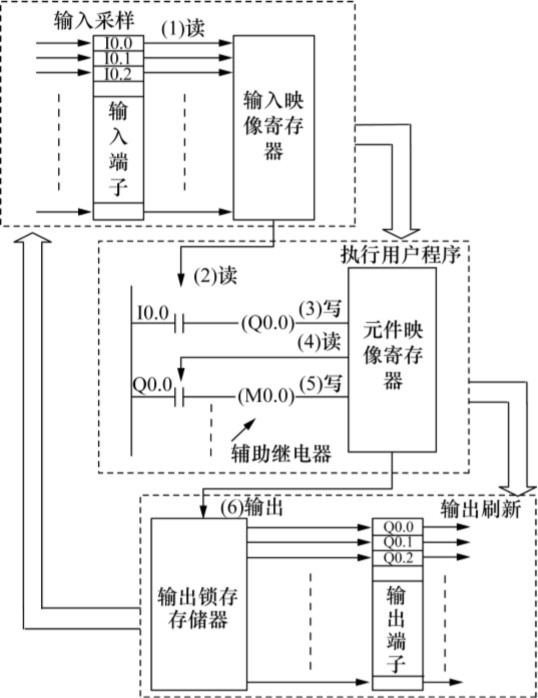 输入采样
(1)读
I0.0
I0.1
I0.2
输入端子
输入映
像寄存
器
执行用户程序
(2)读
I0.0
(Q0.0)
(3)写
(4)读
元件映
像寄存
器
Q0.0
(M0.0)
(5)写
辅助继电器
(6)输出
输出刷新
输出锁存
存储器
Q0.0
Q0.1
Q0.2
输出端子